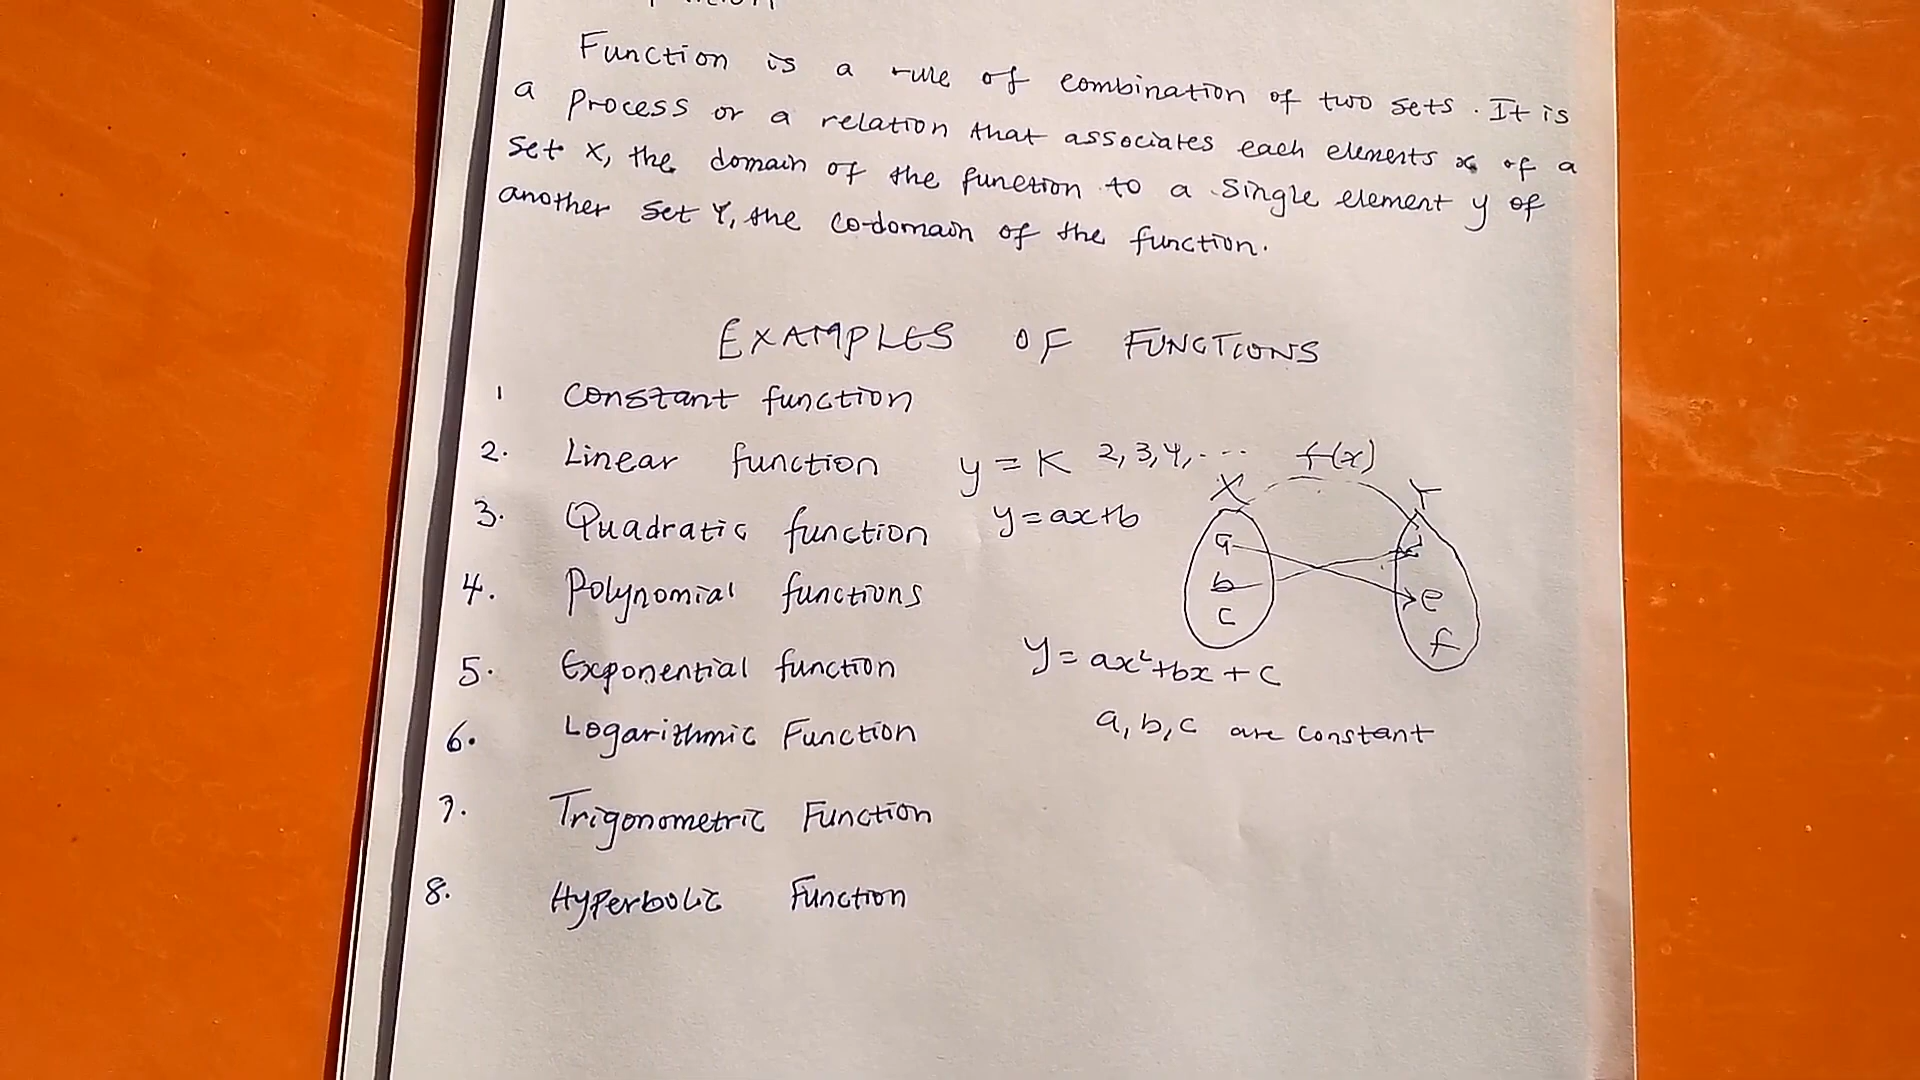 Function is a rule of combination of two sets. It is
a process or a relation that associates each elements x of a
set X, the domain of the function to a single element y of
another set Y, the co-domain of the function.
EXAMPLES OF FUNCTIONS
1 Constant function
2. Linear function
y = K 2,3,4,... f(x)
3. Quadratic function
y = ax+b
X
Y
a
b
c
e
f
4. Polynomial functions
5. Exponential function
y = ax²+bx+c
6. Logarithmic Function
a, b, c are constant
7. Trigonometric Function
8. Hyperbolic Function